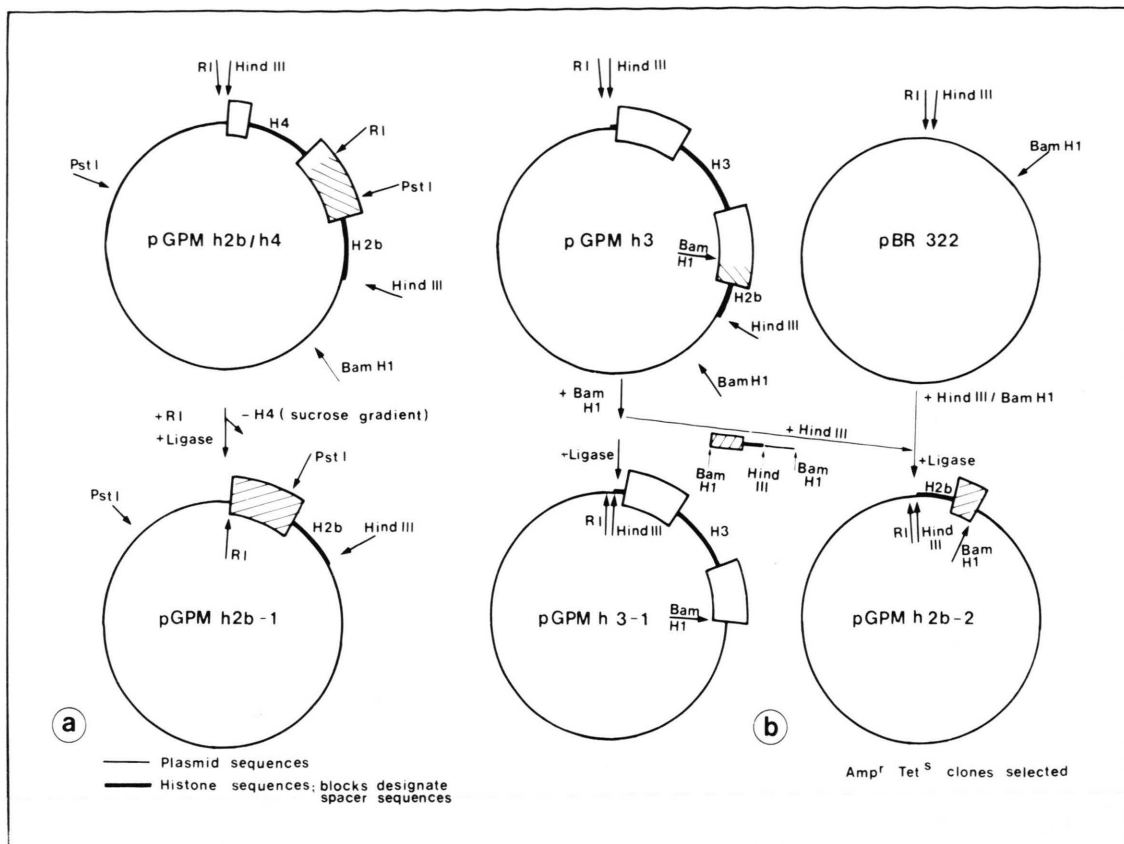 RI Hind III
H4
RI
Pst I
Pst I
pGPM h2b/h4
H2b
Hind III
Bam H1
+RI
+Ligase
-H4 (sucrose gradient)
Pst I
Pst I
H2b
Hind III
RI
pGPM h2b-1
a
RI Hind III
H3
pGPM h3
Bam
H1
H2b
Hind III
Bam H1
+ Bam
H1
+ Hind III
+Ligase
Bam
H1
Hind
III
Bam
H1
RI Hind III
H3
Bam
H1
pGPM h3-1
RI Hind III
Bam H1
pBR 322
+ Hind III / Bam H1
+Ligase
H2b
RI Hind
III
Bam
H1
pGPM h2b-2
b
Plasmid sequences
Histone sequences; blocks designate
spacer sequences
Ampr Tets clones selected